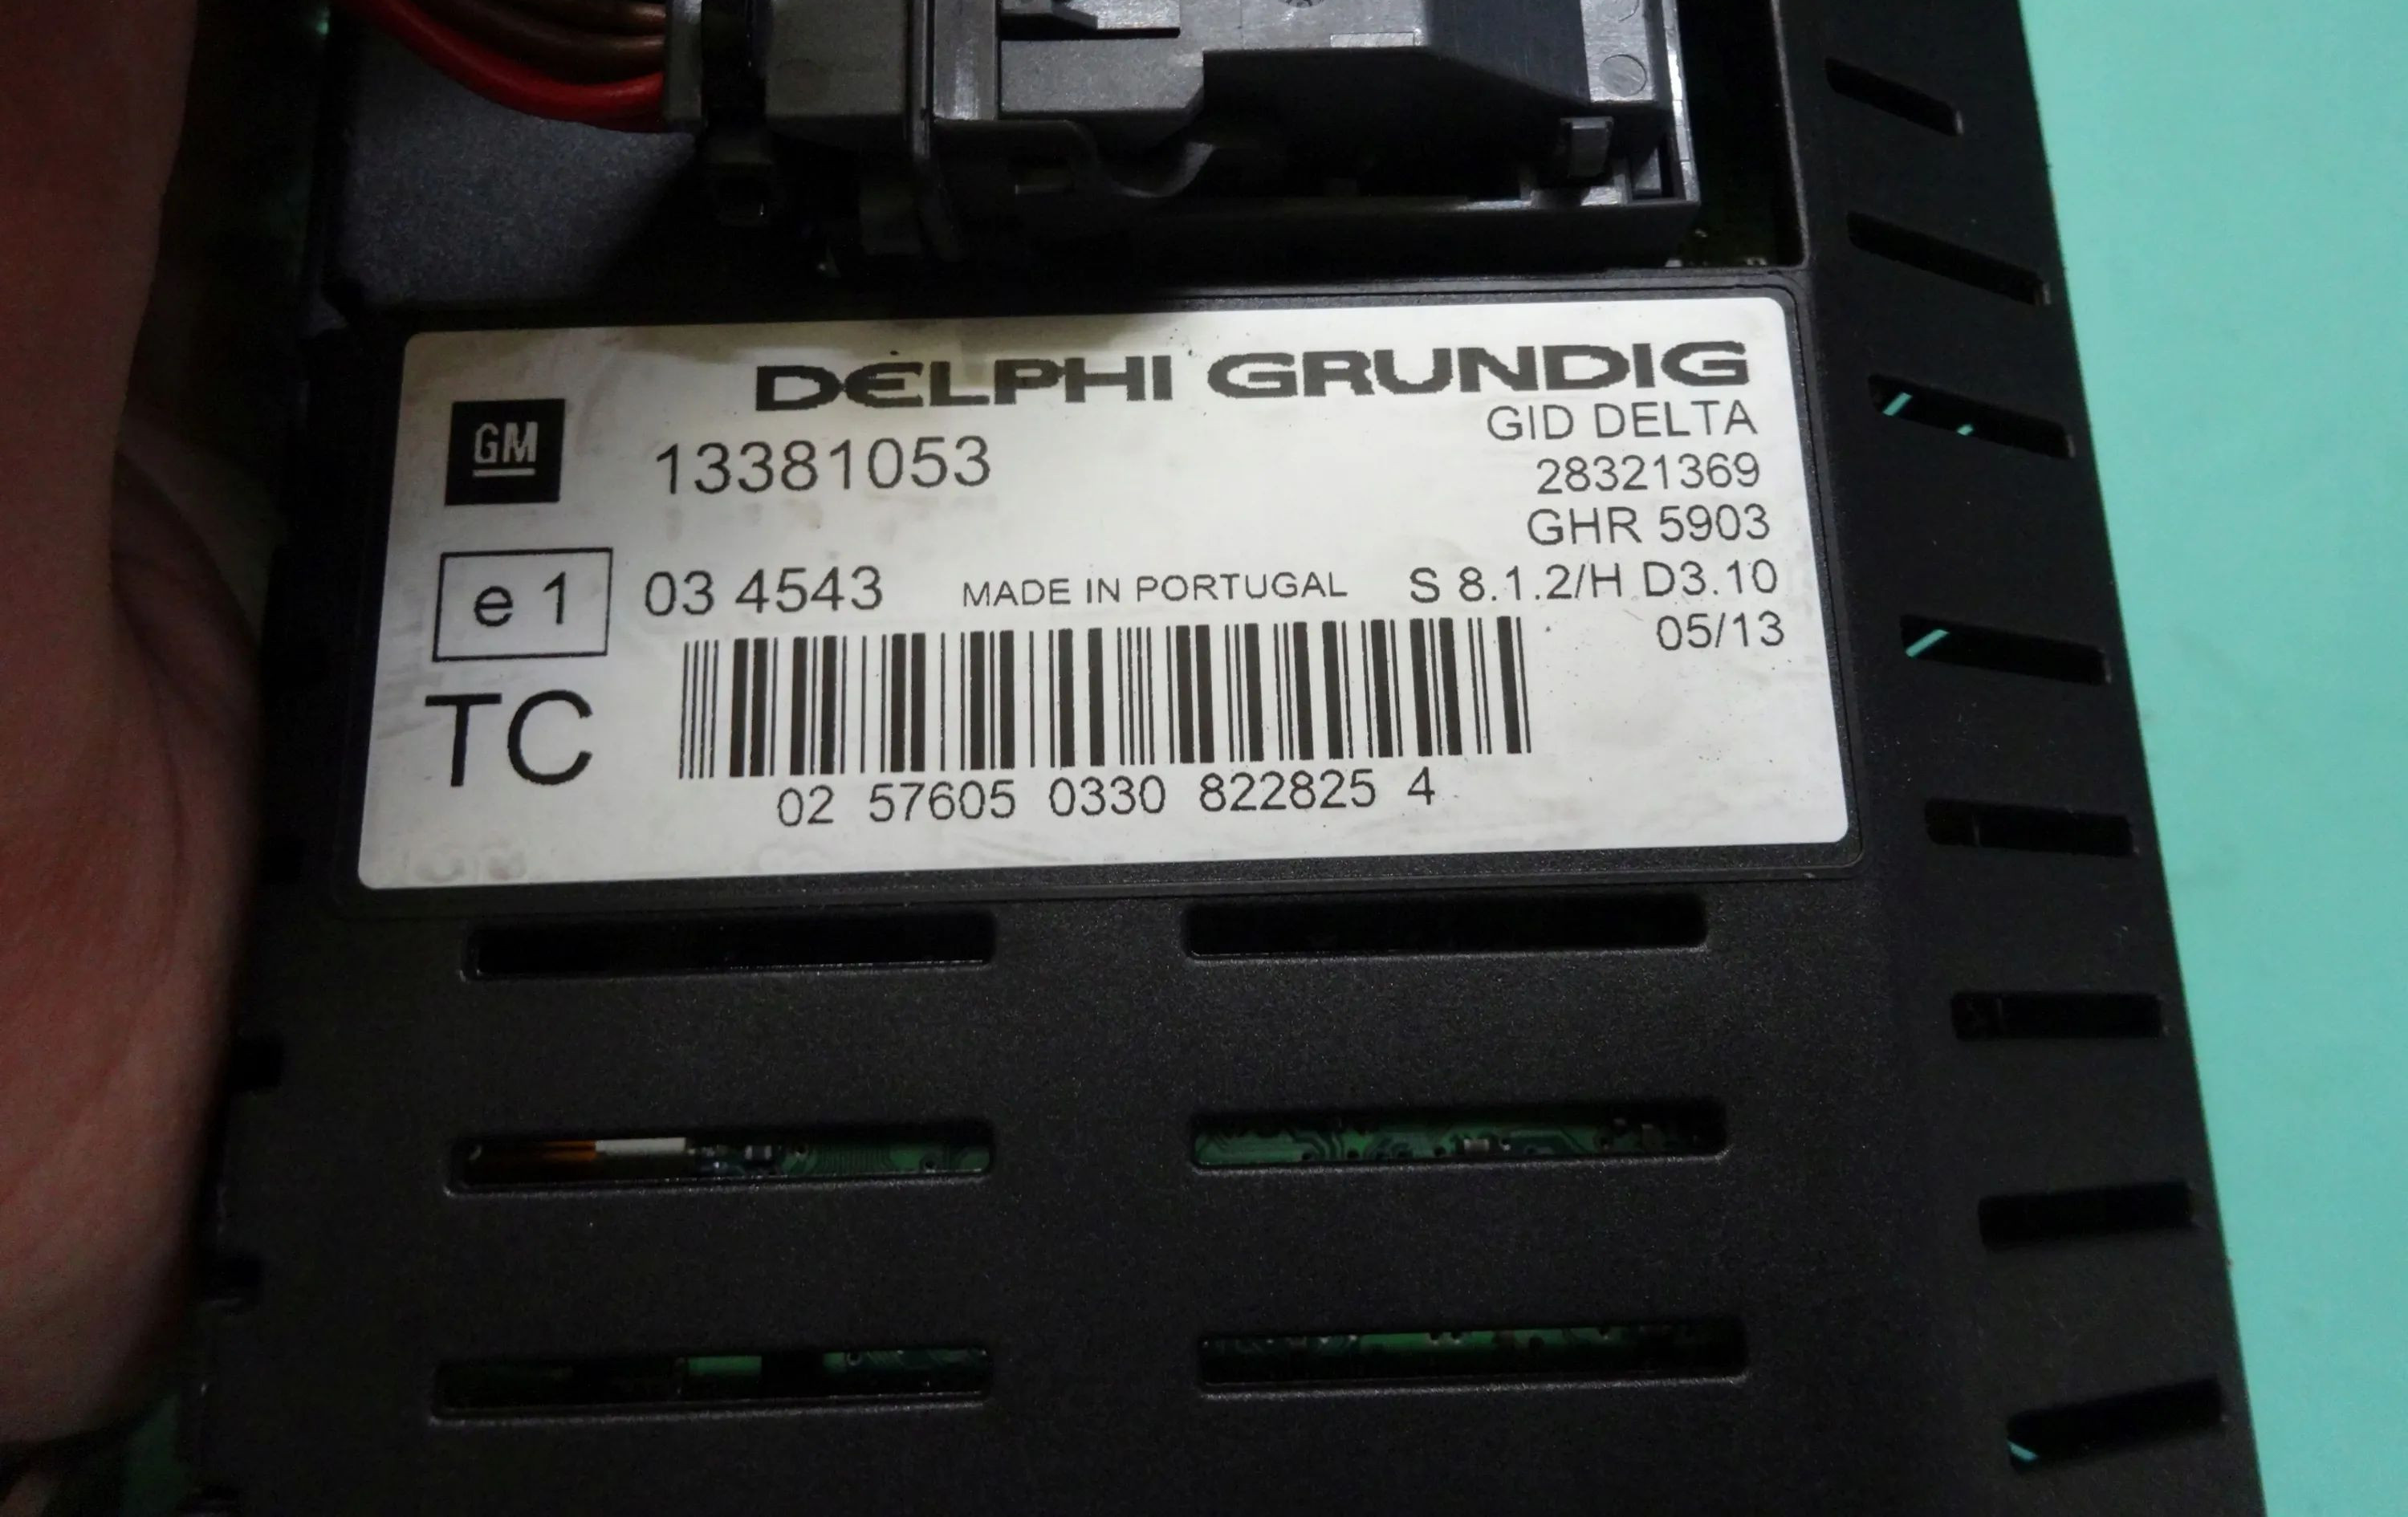 DELPHI GRUNDIG
GM 13381053
GID DELTA
28321369
GHR 5903
e 1 03 4543 MADE IN PORTUGAL S 8.1.2/H D3.10
05/13
TC
02 57605 0330 822825 4